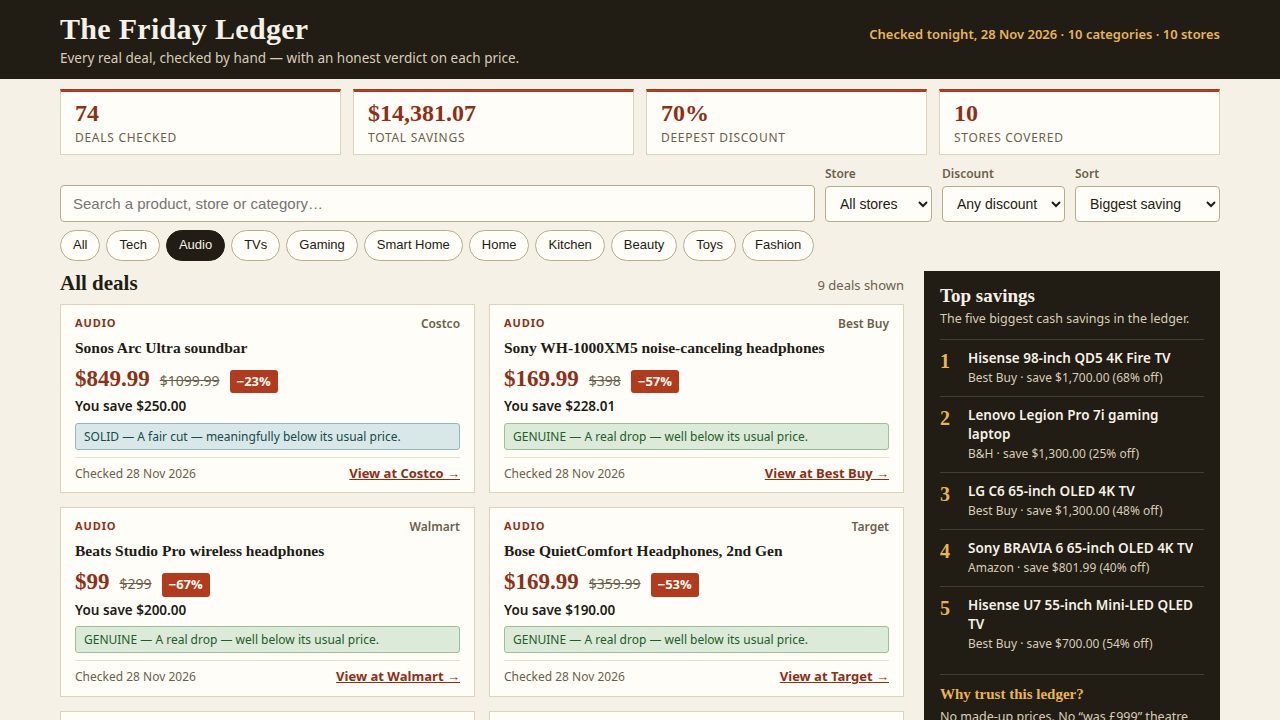 The Friday Ledger
Every real deal, checked by hand — with an honest verdict on each price.
Checked tonight, 28 Nov 2026 · 10 categories · 10 stores
74
DEALS CHECKED
$14,381.07
TOTAL SAVINGS
70%
DEEPEST DISCOUNT
10
STORES COVERED
Search a product, store or category…
Store
All stores
Discount
Any discount
Sort
Biggest saving
All
Tech
Audio
TVs
Gaming
Smart Home
Home
Kitchen
Beauty
Toys
Fashion
All deals
9 deals shown
AUDIO
Costco
Sonos Arc Ultra soundbar
$849.99 $1099.99 −23%
You save $250.00
SOLID — A fair cut — meaningfully below its usual price.
Checked 28 Nov 2026
View at Costco →
AUDIO
Best Buy
Sony WH-1000XM5 noise-canceling headphones
$169.99 $398 −57%
You save $228.01
GENUINE — A real drop — well below its usual price.
Checked 28 Nov 2026
View at Best Buy →
AUDIO
Walmart
Beats Studio Pro wireless headphones
$99 $299 −67%
You save $200.00
GENUINE — A real drop — well below its usual price.
Checked 28 Nov 2026
View at Walmart →
AUDIO
Target
Bose QuietComfort Headphones, 2nd Gen
$169.99 $359.99 −53%
You save $190.00
GENUINE — A real drop — well below its usual price.
Checked 28 Nov 2026
View at Target →
Top savings
The five biggest cash savings in the ledger.
1
Hisense 98-inch QD5 4K Fire TV
Best Buy · save $1,700.00 (68% off)
2
Lenovo Legion Pro 7i gaming
laptop
B&H · save $1,300.00 (25% off)
3
LG C6 65-inch OLED 4K TV
Best Buy · save $1,300.00 (48% off)
4
Sony BRAVIA 6 65-inch OLED 4K TV
Amazon · save $801.99 (40% off)
5
Hisense U7 55-inch Mini-LED QLED
TV
Best Buy · save $700.00 (54% off)
Why trust this ledger?
No made-up prices. No “was £999” theatre